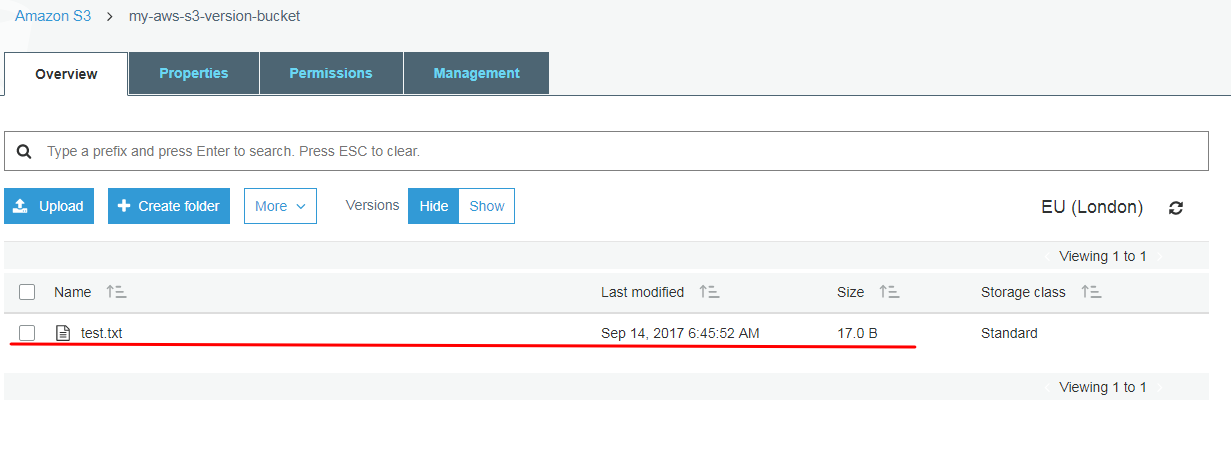 Amazon S3 > my-aws-s3-version-bucket
Overview Properties Permissions Management
Type a prefix and press Enter to search. Press ESC to clear.
Upload Create folder More Versions Hide Show EU (London)
Viewing 1 to 1
Name Last modified Size Storage class
test.txt Sep 14, 2017 6:45:52 AM 17.0 B Standard
Viewing 1 to 1